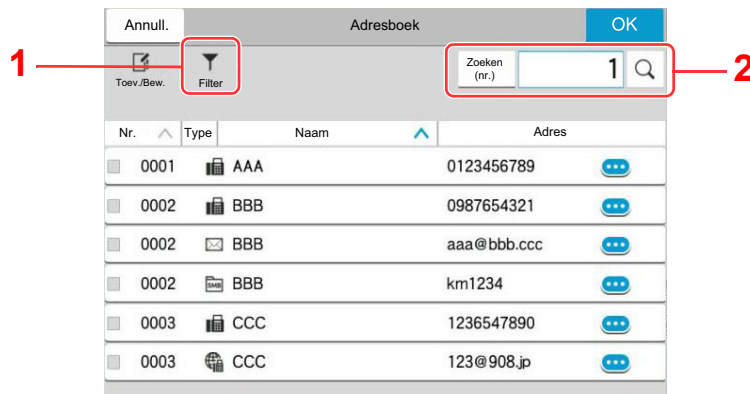 Annull. Adresboek OK
1 2
Toev./Bew. Filter Zoeken (nr.) 1
Nr. Type Naam Adres
0001 AAA 0123456789
0002 BBB 0987654321
0002 BBB aaa@bbb.ccc
0002 SMB BBB km1234
0003 CCC 1236547890
0003 CCC 123@908.jp